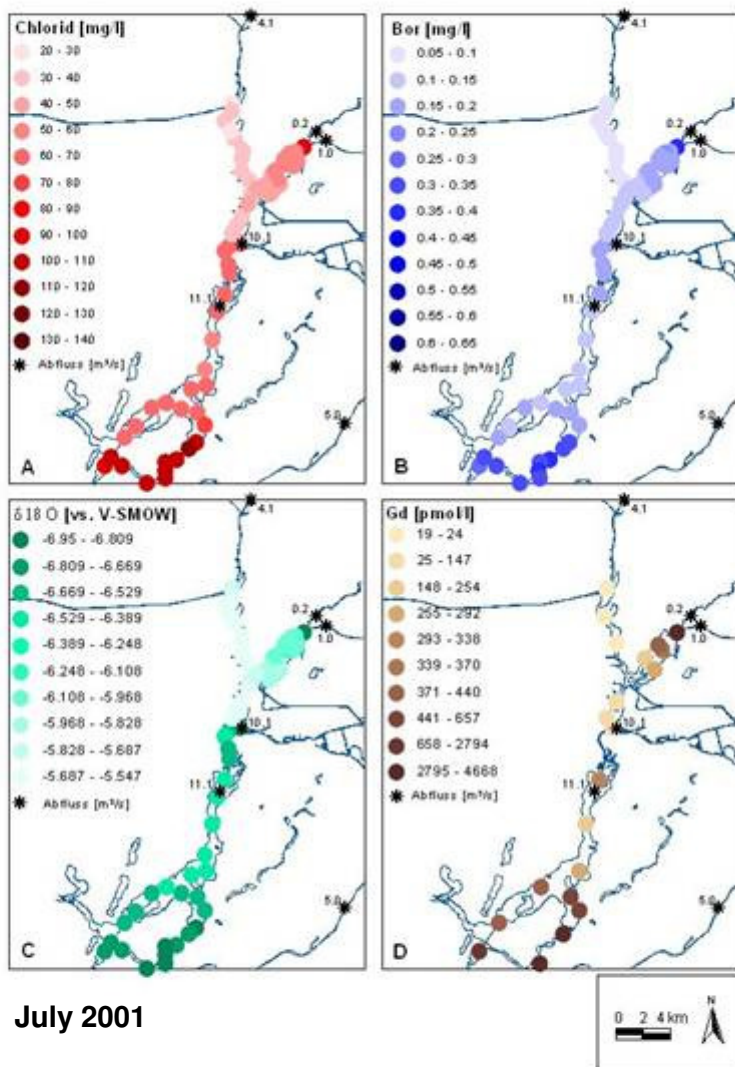 Chlorid [mg/l]
20 - 30
30 - 40
40 - 50
50 - 60
60 - 70
70 - 80
80 - 90
90 - 100
100 - 110
110 - 120
120 - 130
130 - 140
Abfluss [m³/s]
4.1
0.2
1.0
10.1
11.1
5.0
A
Bor [mg/l]
0.05 - 0.1
0.1 - 0.15
0.15 - 0.2
0.2 - 0.25
0.25 - 0.3
0.3 - 0.35
0.35 - 0.4
0.4 - 0.45
0.45 - 0.5
0.5 - 0.55
0.55 - 0.6
0.6 - 0.65
Abfluss [m³/s]
4.1
0.2
1.0
10.1
11.1
5.0
B
δ18 O [vs. V-SMOW]
-6.95 - -6.809
-6.809 - -6.669
-6.669 - -6.529
-6.529 - -6.389
-6.389 - -6.248
-6.248 - -6.108
-6.108 - -5.968
-5.968 - -5.828
-5.828 - -5.687
-5.687 - -5.547
Abfluss [m³/s]
4.1
0.2
1.0
10.1
11.1
5.0
C
Gd [pmol/l]
19 - 24
25 - 147
148 - 254
255 - 292
293 - 338
339 - 370
371 - 440
441 - 657
658 - 2794
2795 - 4668
Abfluss [m³/s]
4.1
0.2
1.0
10.1
11.1
5.0
D
July 2001
0 2 4 km
N